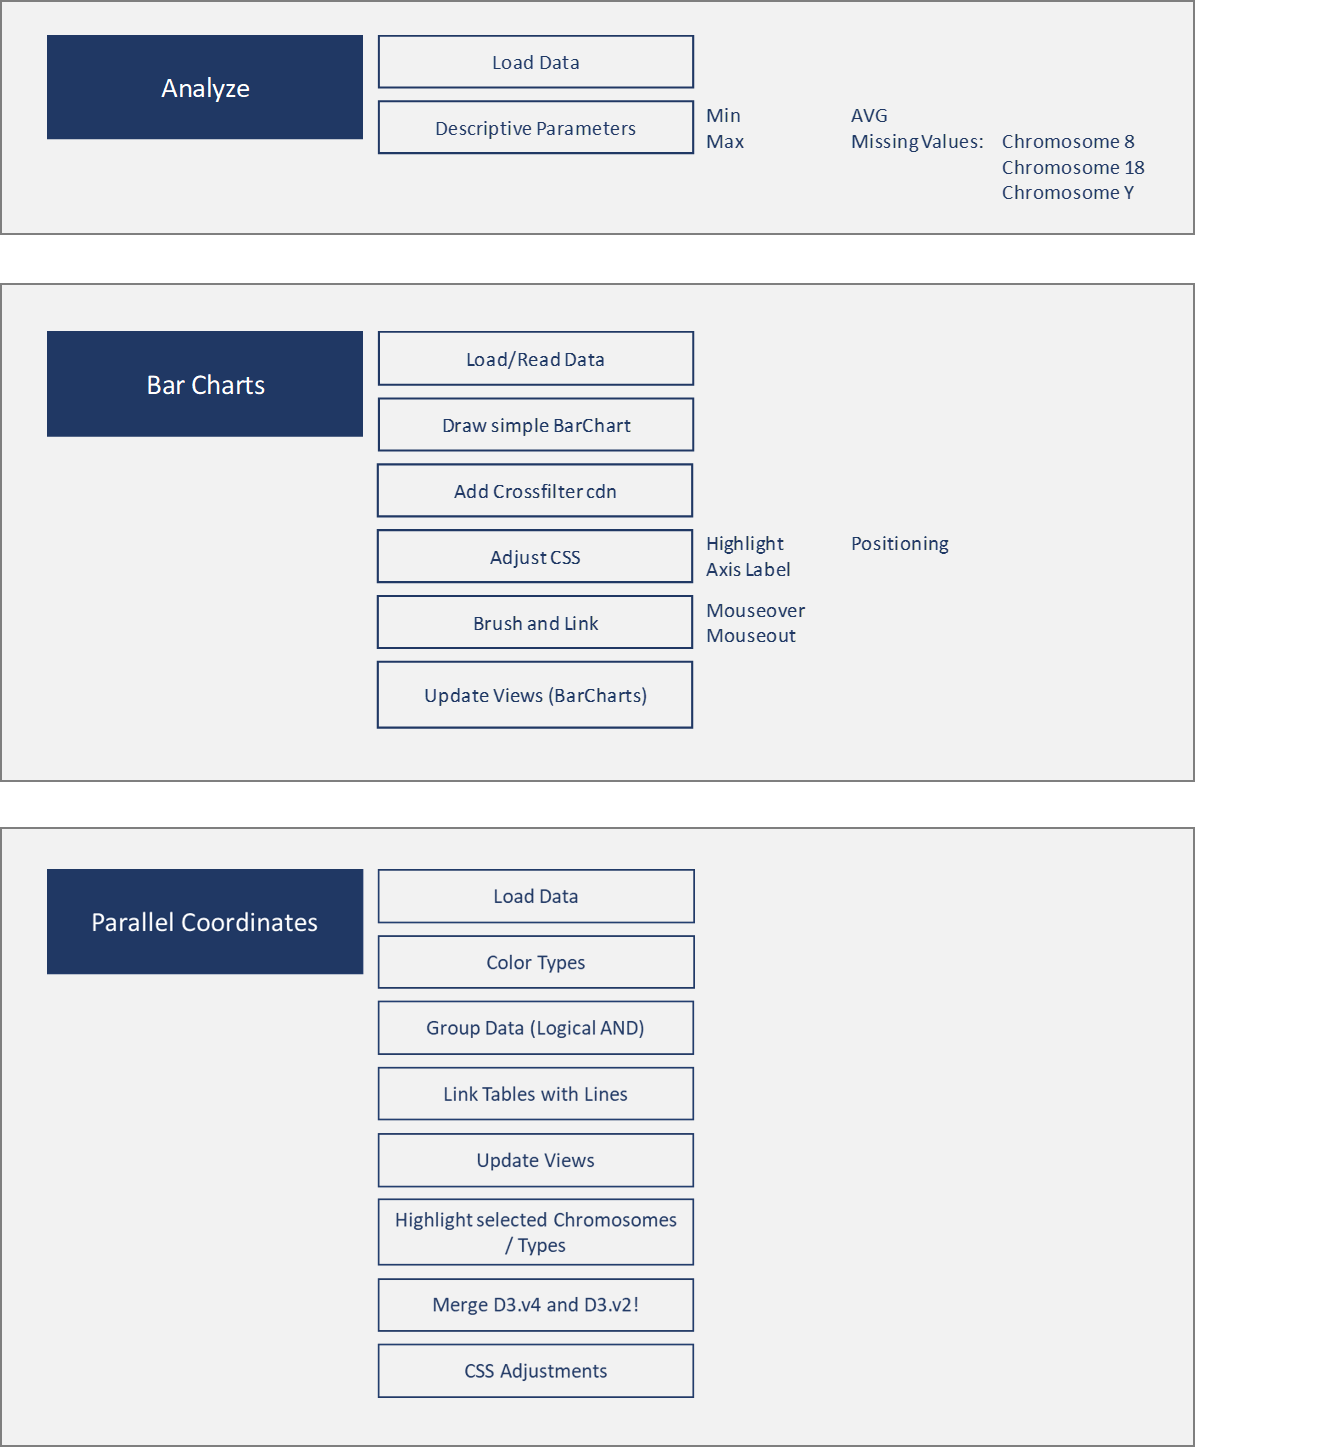 Analyze
Load Data
Descriptive Parameters
Min
Max
AVG
Missing Values:
Chromosome 8
Chromosome 18
Chromosome Y
Bar Charts
Load/Read Data
Draw simple BarChart
Add Crossfilter cdn
Adjust CSS
Highlight
Axis Label
Positioning
Brush and Link
Mouseover
Mouseout
Update Views (BarCharts)
Parallel Coordinates
Load Data
Color Types
Group Data (Logical AND)
Link Tables with Lines
Update Views
Highlight selected Chromosomes
/ Types
Merge D3.v4 and D3.v2!
CSS Adjustments